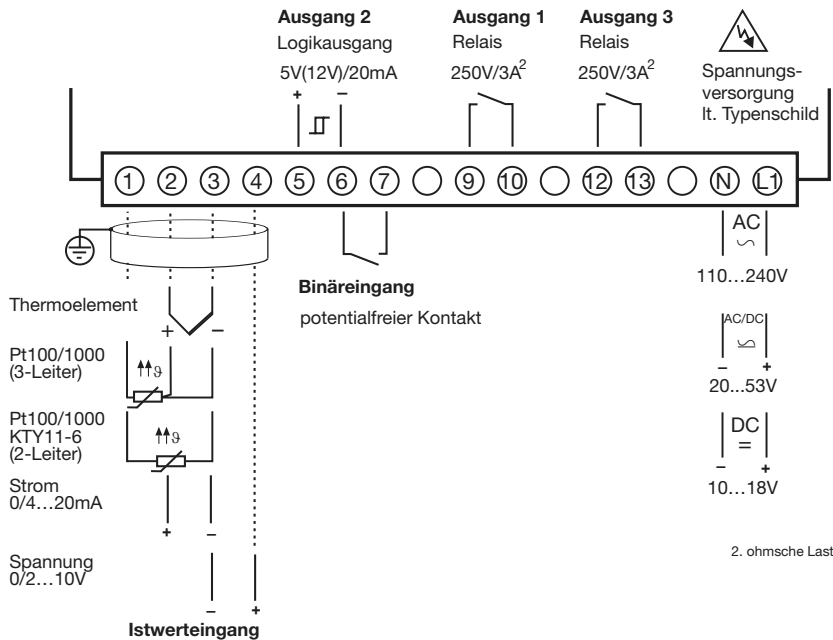 Ausgang 2
Logikausgang
5V(12V)/20mA
+ −
Ausgang 1
Relais
250V/3A²
Ausgang 3
Relais
250V/3A²
Spannungs-
versorgung
lt. Typenschild
1 2 3 4 5 6 7 9 10 12 13 N L1
Thermoelement
+ −
Pt100/1000
(3-Leiter)
ϑ
Pt100/1000
KTY11-6
(2-Leiter)
ϑ
Strom
0/4...20mA
+ −
Spannung
0/2...10V
− +
Istwerteingang
Binäreingang
potentialfreier Kontakt
AC
110...240V
AC/DC
− +
20...53V
DC
=
− +
10...18V
2. ohmsche Last